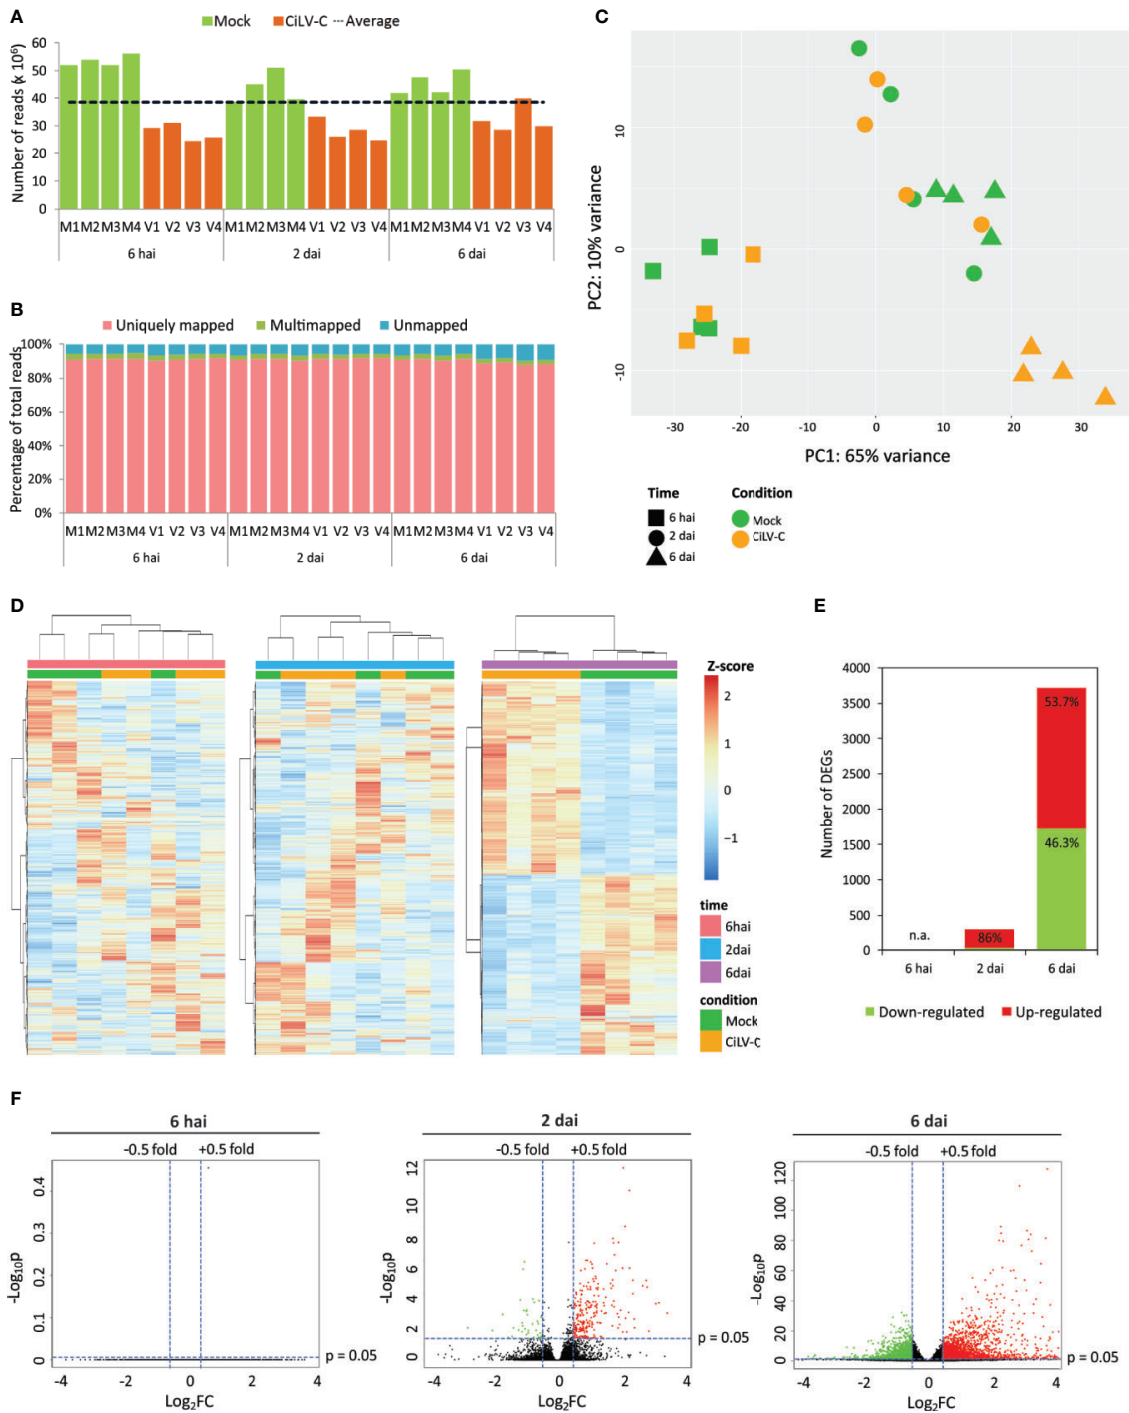 A
Mock CiLV-C Average
Number of reads (x 10⁶)
60
50
40
30
20
10
0
M1 M2 M3 M4 V1 V2 V3 V4 M1 M2 M3 M4 V1 V2 V3 V4 M1 M2 M3 M4 V1 V2 V3 V4
6 hai 2 dai 6 dai
B
Uniquely mapped Multimapped Unmapped
Percentage of total reads
100%
80%
60%
40%
20%
0%
M1 M2 M3 M4 V1 V2 V3 V4 M1 M2 M3 M4 V1 V2 V3 V4 M1 M2 M3 M4 V1 V2 V3 V4
6 hai 2 dai 6 dai
C
PC2: 10% variance
10
0
-10
-30 -20 -10 0 10 20 30
PC1: 65% variance
Time
6 hai
2 dai
6 dai
Condition
Mock
CiLV-C
D
Z-score
2
1
0
−1
time
6hai
2dai
6dai
condition
Mock
CiLV-C
E
Number of DEGs
4000
3500
3000
2500
2000
1500
1000
500
0
n.a.
86%
53.7%
46.3%
6 hai 2 dai 6 dai
Down-regulated Up-regulated
F
6 hai
-0.5 fold +0.5 fold
-Log₁₀p
0.4
0.3
0.2
0.1
0
p = 0.05
-4 -2 0 2 4
Log₂FC
2 dai
-0.5 fold +0.5 fold
-Log₁₀p
12
10
8
6
4
2
0
p = 0.05
-4 -2 0 2 4
Log₂FC
6 dai
-0.5 fold +0.5 fold
-Log₁₀p
120
100
80
60
40
20
0
p = 0.05
-4 -2 0 2 4
Log₂FC